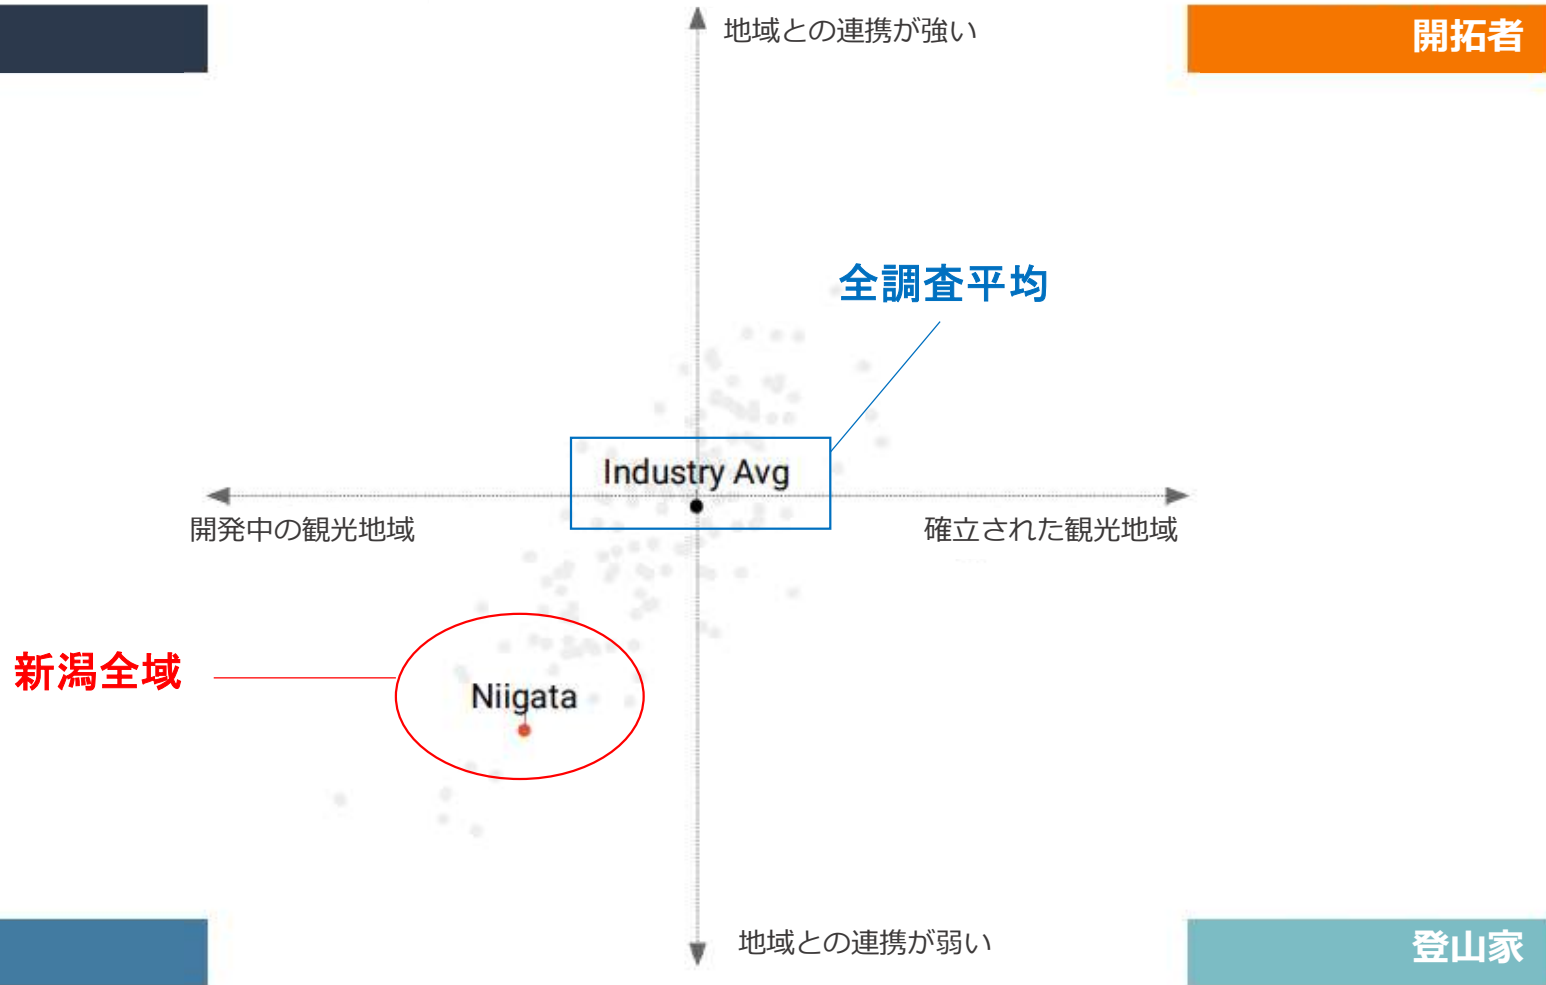 地域との連携が強い
開拓者
全調査平均
Industry Avg
開発中の観光地域
確立された観光地域
新潟全域
Niigata
地域との連携が弱い
登山家